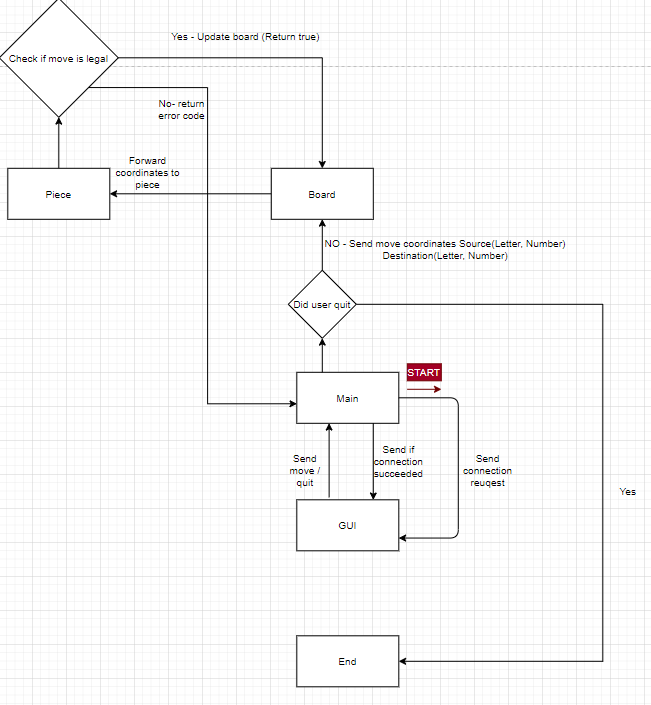 Yes - Update board (Return true)
Check if move is legal
No- return
error code
Forward
coordinates to
piece
Piece
Board
NO - Send move coordinates Source(Letter, Number)
Destination(Letter, Number)
Did user quit
START
Main
Send
move /
quit
Send if
connection
succeeded
Send
connection
reuqest
Yes
GUI
End